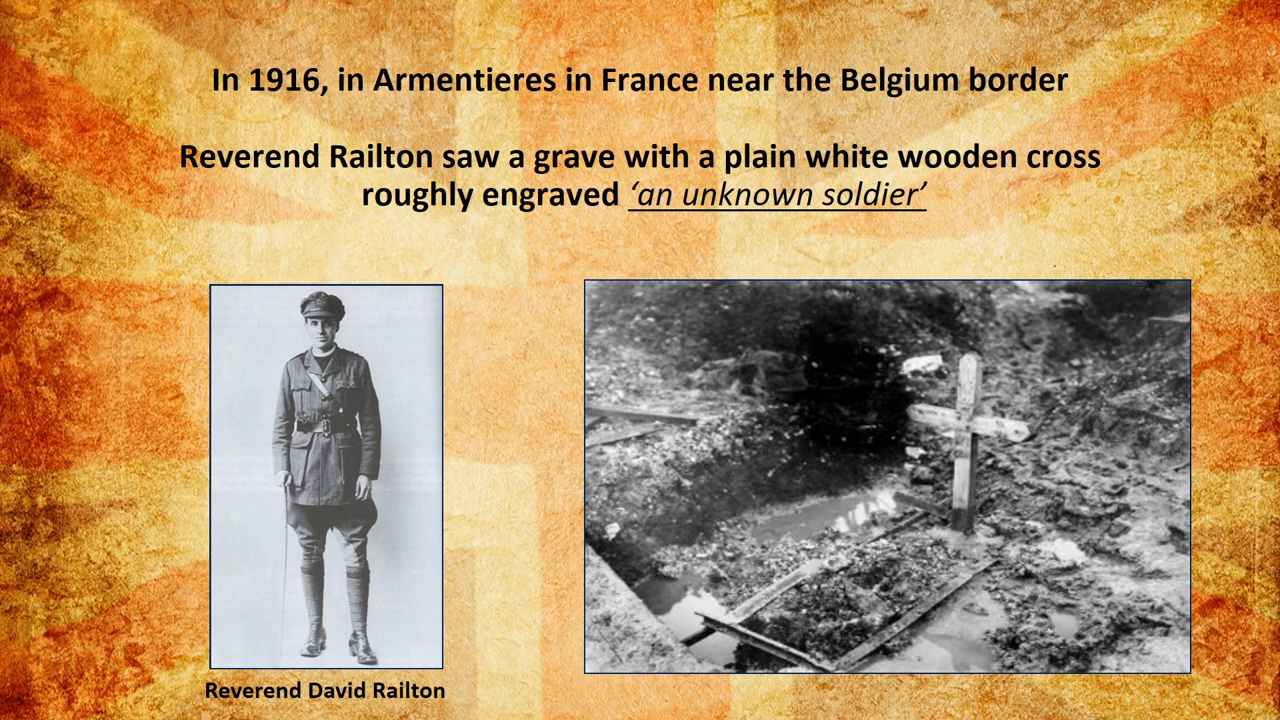 In 1916, in Armentieres in France near the Belgium border
Reverend Railton saw a grave with a plain white wooden cross
roughly engraved ‘an unknown soldier’
Reverend David Railton